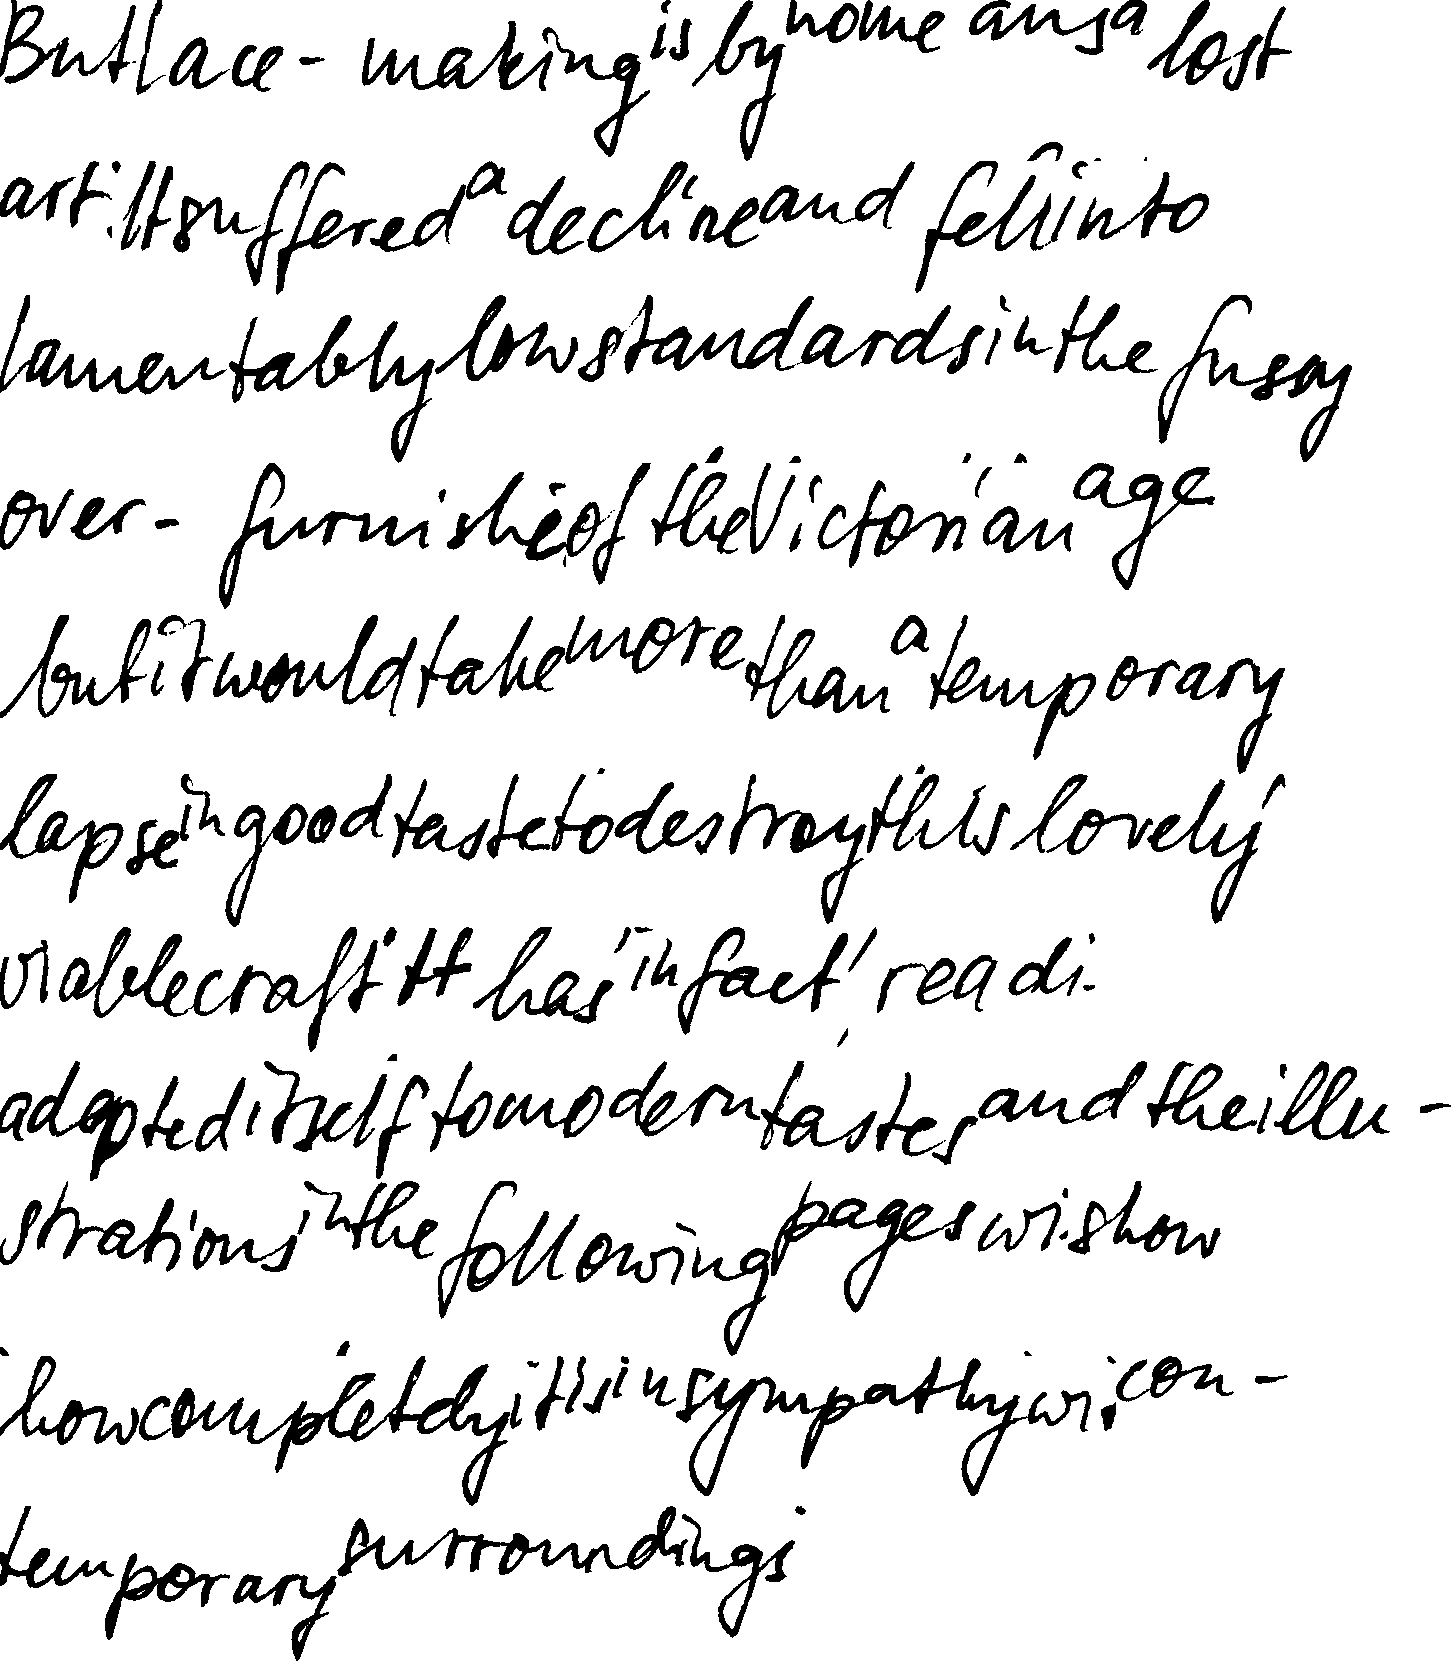 But lace - making is by nome ans a lost
art. It suffered a decline and fell into
lamentably low standards in the fussy
over - furnishe of the Victorian age
but it would take more than a temporary
lapse in good taste to destroy this lovely
viable craft It has in fact, readi.
adapted itself to modern tastes and the illu -
strations in the following pages wi. show
how completely it is in sympathy wi. con -
temporary surroundings